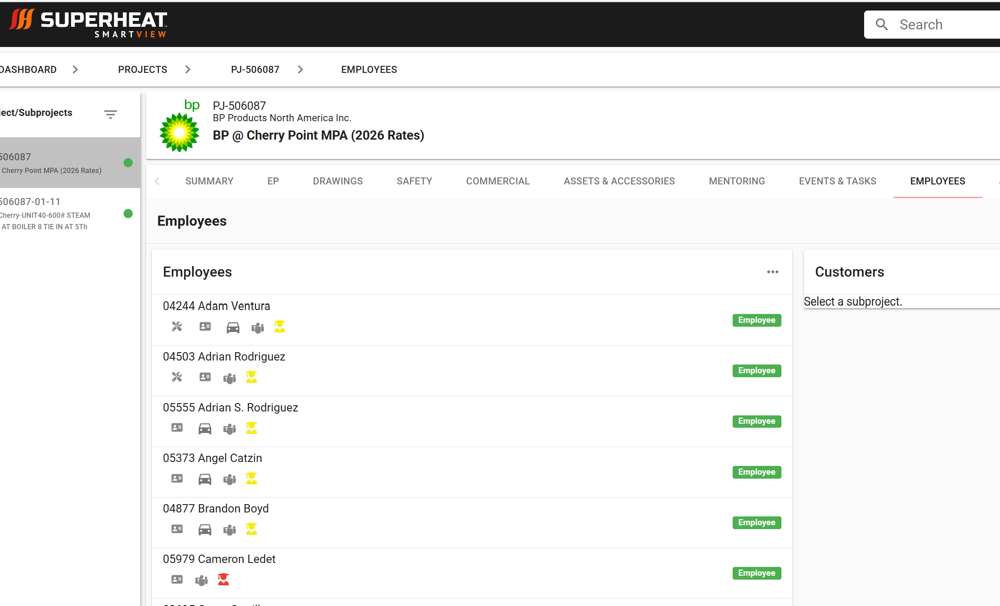 SUPERHEAT
SMARTVIEW
Search
DASHBOARD
PROJECTS
PJ-506087
EMPLOYEES
ject/Subprojects
506087
Cherry Point MPA (2026 Rates)
506087-01-11
Cherry-UNIT40-600# STEAM
AT BOILER 8 TIE IN AT 5Th
bp
PJ-506087
BP Products North America Inc.
BP @ Cherry Point MPA (2026 Rates)
SUMMARY
EP
DRAWINGS
SAFETY
COMMERCIAL
ASSETS & ACCESSORIES
MENTORING
EVENTS & TASKS
EMPLOYEES
Employees
Employees
04244 Adam Ventura
Employee
04503 Adrian Rodriguez
Employee
05555 Adrian S. Rodriguez
Employee
05373 Angel Catzin
Employee
04877 Brandon Boyd
Employee
05979 Cameron Ledet
Employee
Customers
Select a subproject.